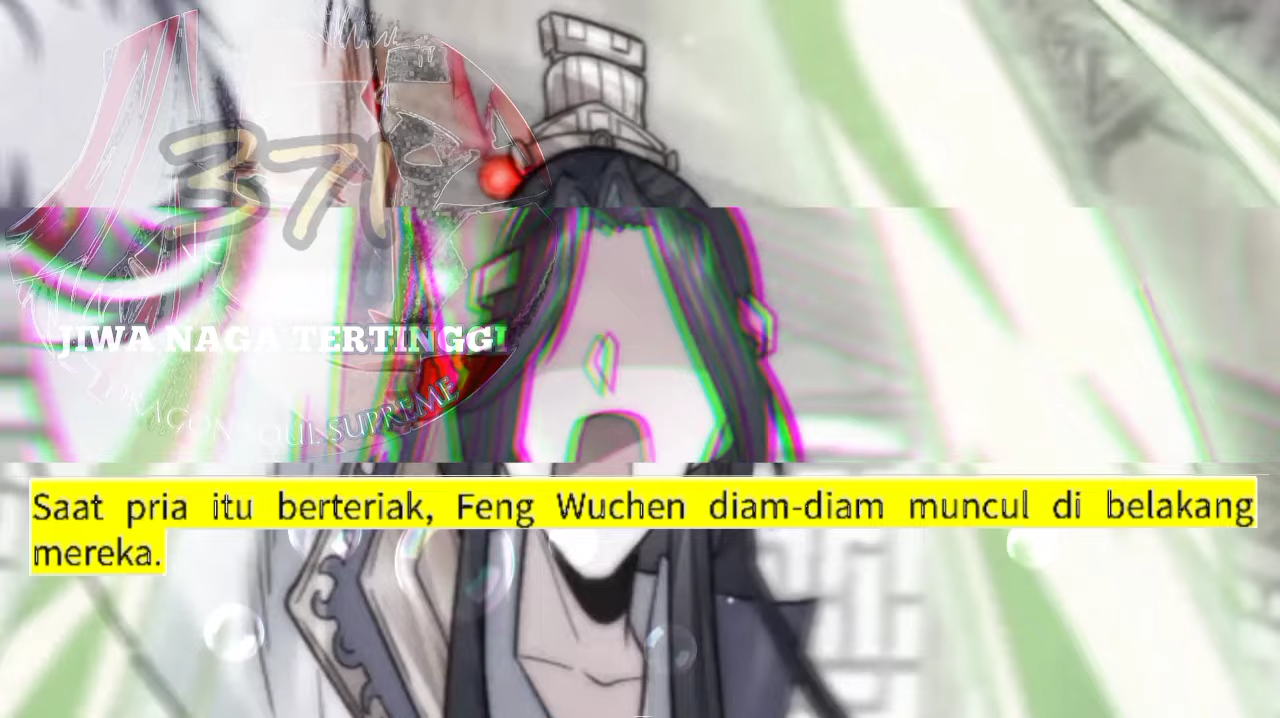 371
JIWA NAGA TERTINGGI
DRAGON SOUL SUPREME
Saat pria itu berteriak, Feng Wuchen diam-diam muncul di belakang
mereka.